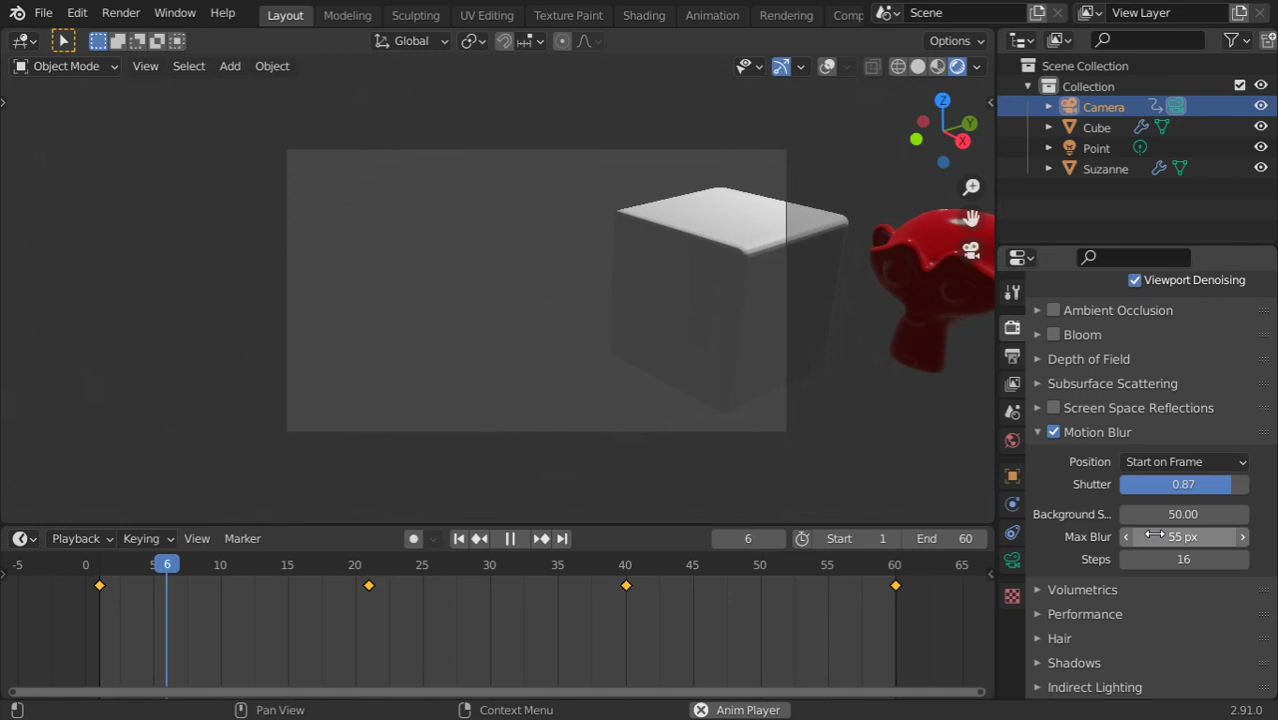 File Edit Render Window Help Layout Modeling Sculpting UV Editing Texture Paint Shading Animation Rendering Comp Scene View Layer
Global Options
Object Mode View Select Add Object
Scene Collection
Collection
Camera
Cube
Point
Suzanne
Z
Y
X
Viewport Denoising
Ambient Occlusion
Bloom
Depth of Field
Subsurface Scattering
Screen Space Reflections
Motion Blur
Position Start on Frame
Shutter 0.87
Background S... 50.00
Max Blur 55 px
Steps 16
Volumetrics
Performance
Hair
Shadows
Indirect Lighting
Playback Keying View Marker 6 Start 1 End 60
-5 0 5 6 10 15 20 25 30 35 40 45 50 55 60 65
Pan View Context Menu Anim Player 2.91.0